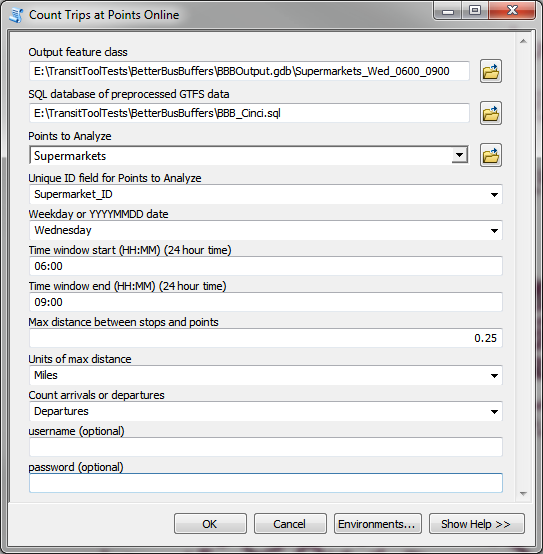 Count Trips at Points Online
Output feature class
E:\TransitToolTests\BetterBusBuffers\BBBOutput.gdb\Supermarkets_Wed_0600_0900
SQL database of preprocessed GTFS data
E:\TransitToolTests\BetterBusBuffers\BBB_Cinci.sql
Points to Analyze
Supermarkets
Unique ID field for Points to Analyze
Supermarket_ID
Weekday or YYYYMMDD date
Wednesday
Time window start (HH:MM) (24 hour time)
06:00
Time window end (HH:MM) (24 hour time)
09:00
Max distance between stops and points
0.25
Units of max distance
Miles
Count arrivals or departures
Departures
username (optional)
password (optional)
OK Cancel Environments... Show Help >>